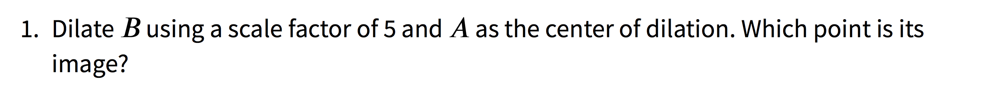 1. Dilate B using a scale factor of 5 and A as the center of dilation. Which point is its
image?